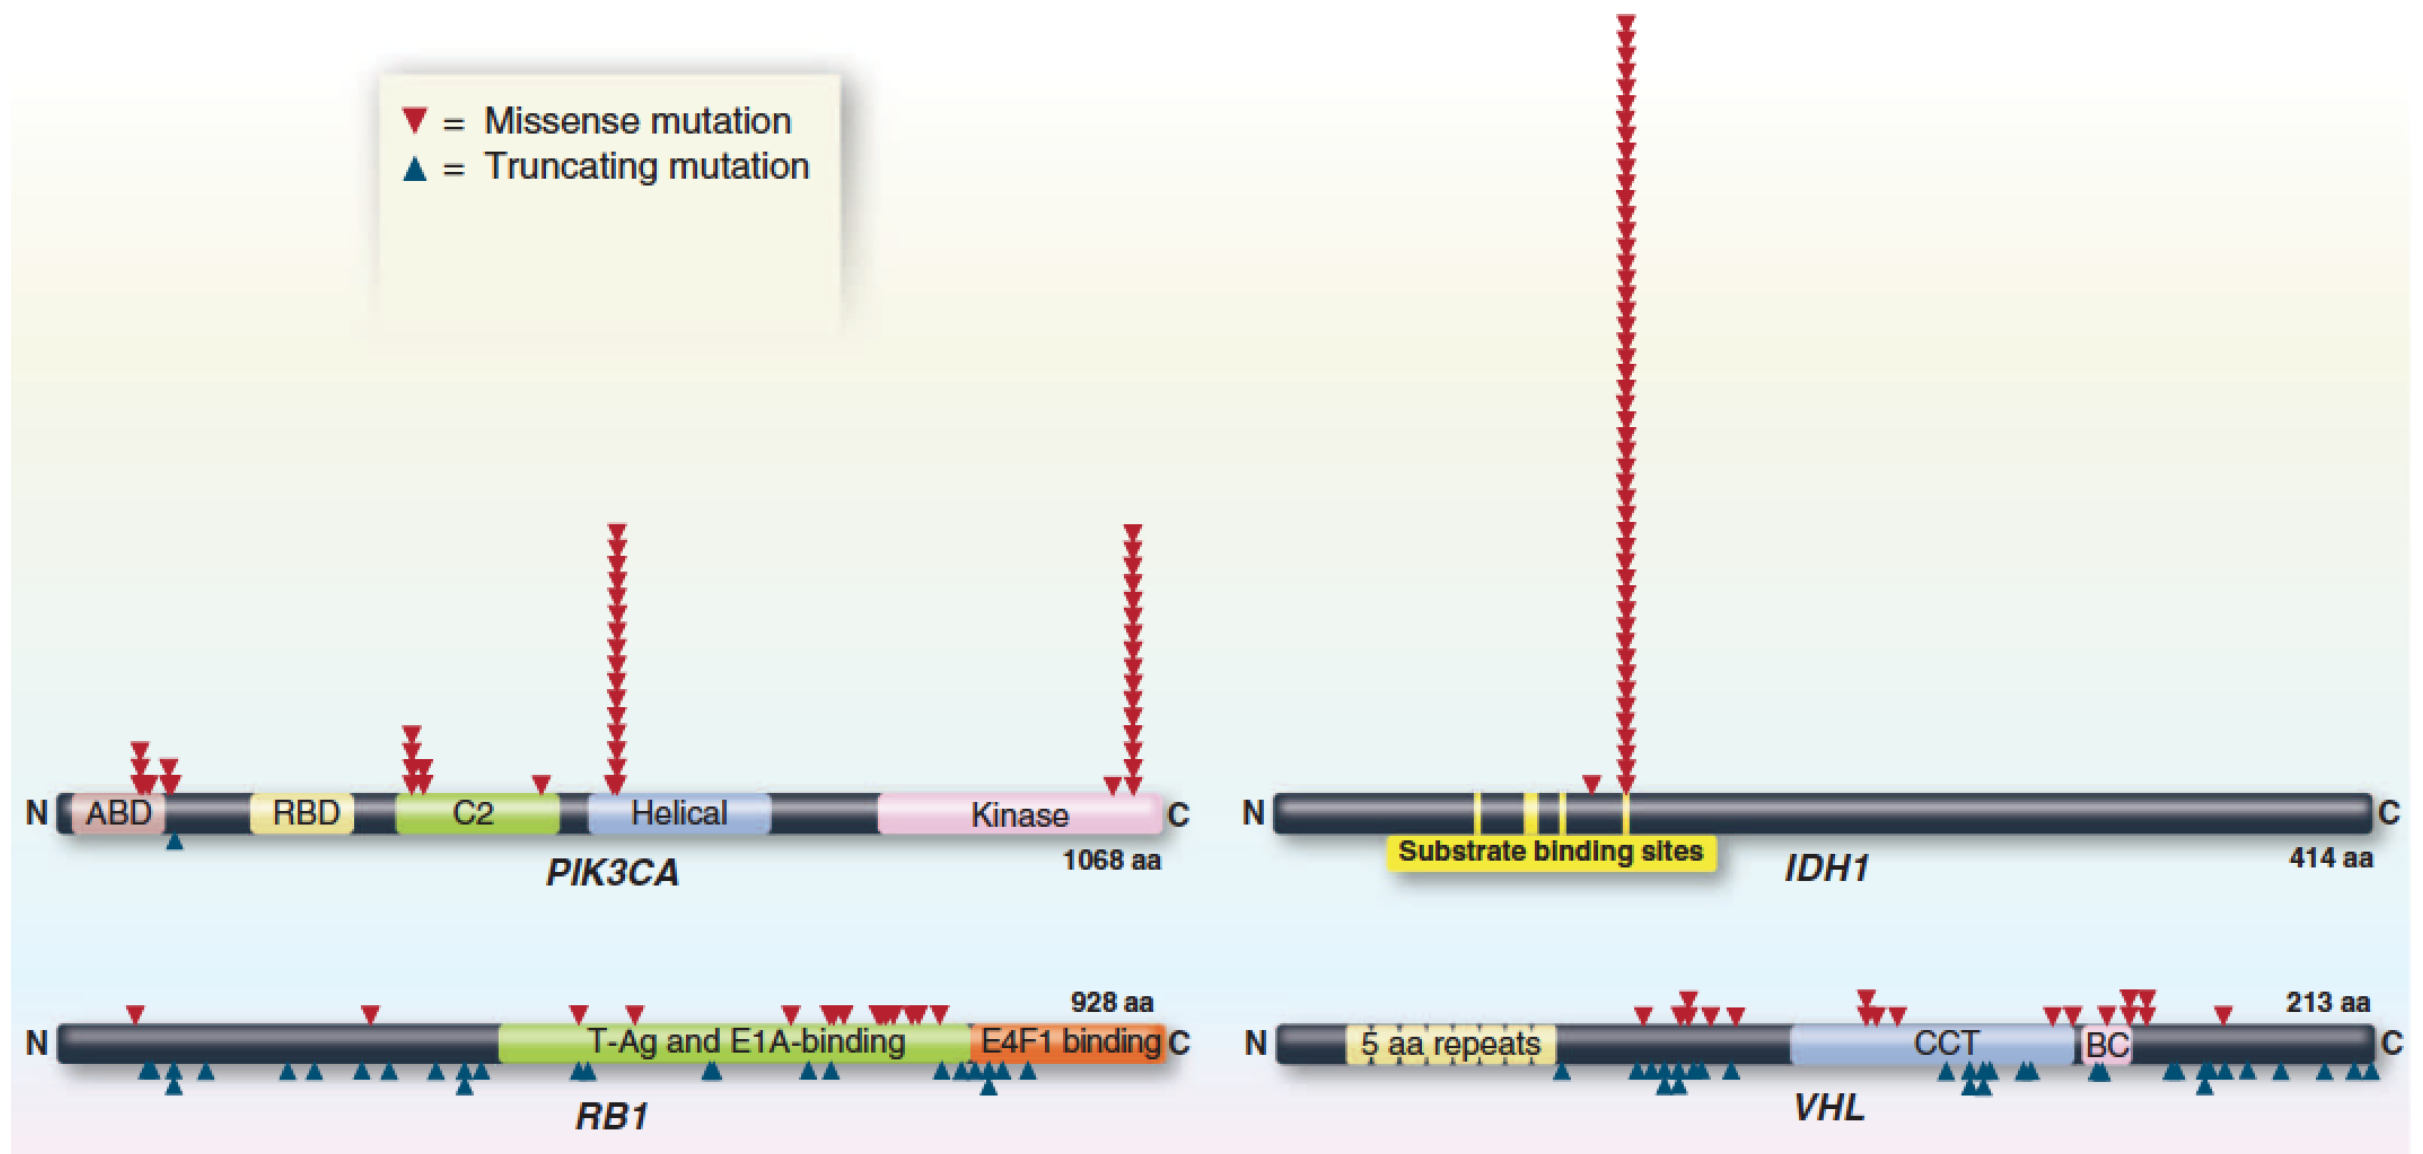 = Missense mutation
= Truncating mutation
N ABD RBD C2 Helical Kinase C
1068 aa
PIK3CA
N C
Substrate binding sites
IDH1
414 aa
928 aa
N T-Ag and E1A-binding E4F1 binding C
RB1
213 aa
N 5 aa repeats CCT BC C
VHL